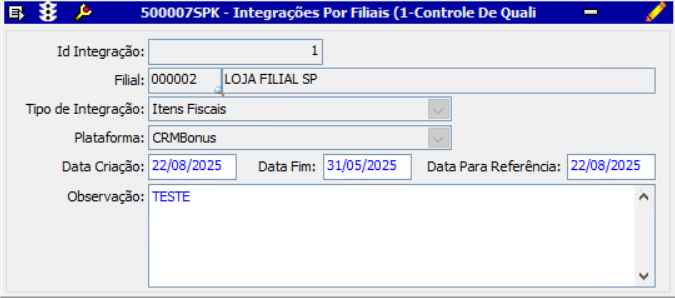 500007SPK - Integrações Por Filiais (1-Controle De Quali
Id Integração: 1
Filial: 000002 LOJA FILIAL SP
Tipo de Integração: Itens Fiscais
Plataforma: CRMBonus
Data Criação: 22/08/2025 Data Fim: 31/05/2025 Data Para Referência: 22/08/2025
Observação: TESTE